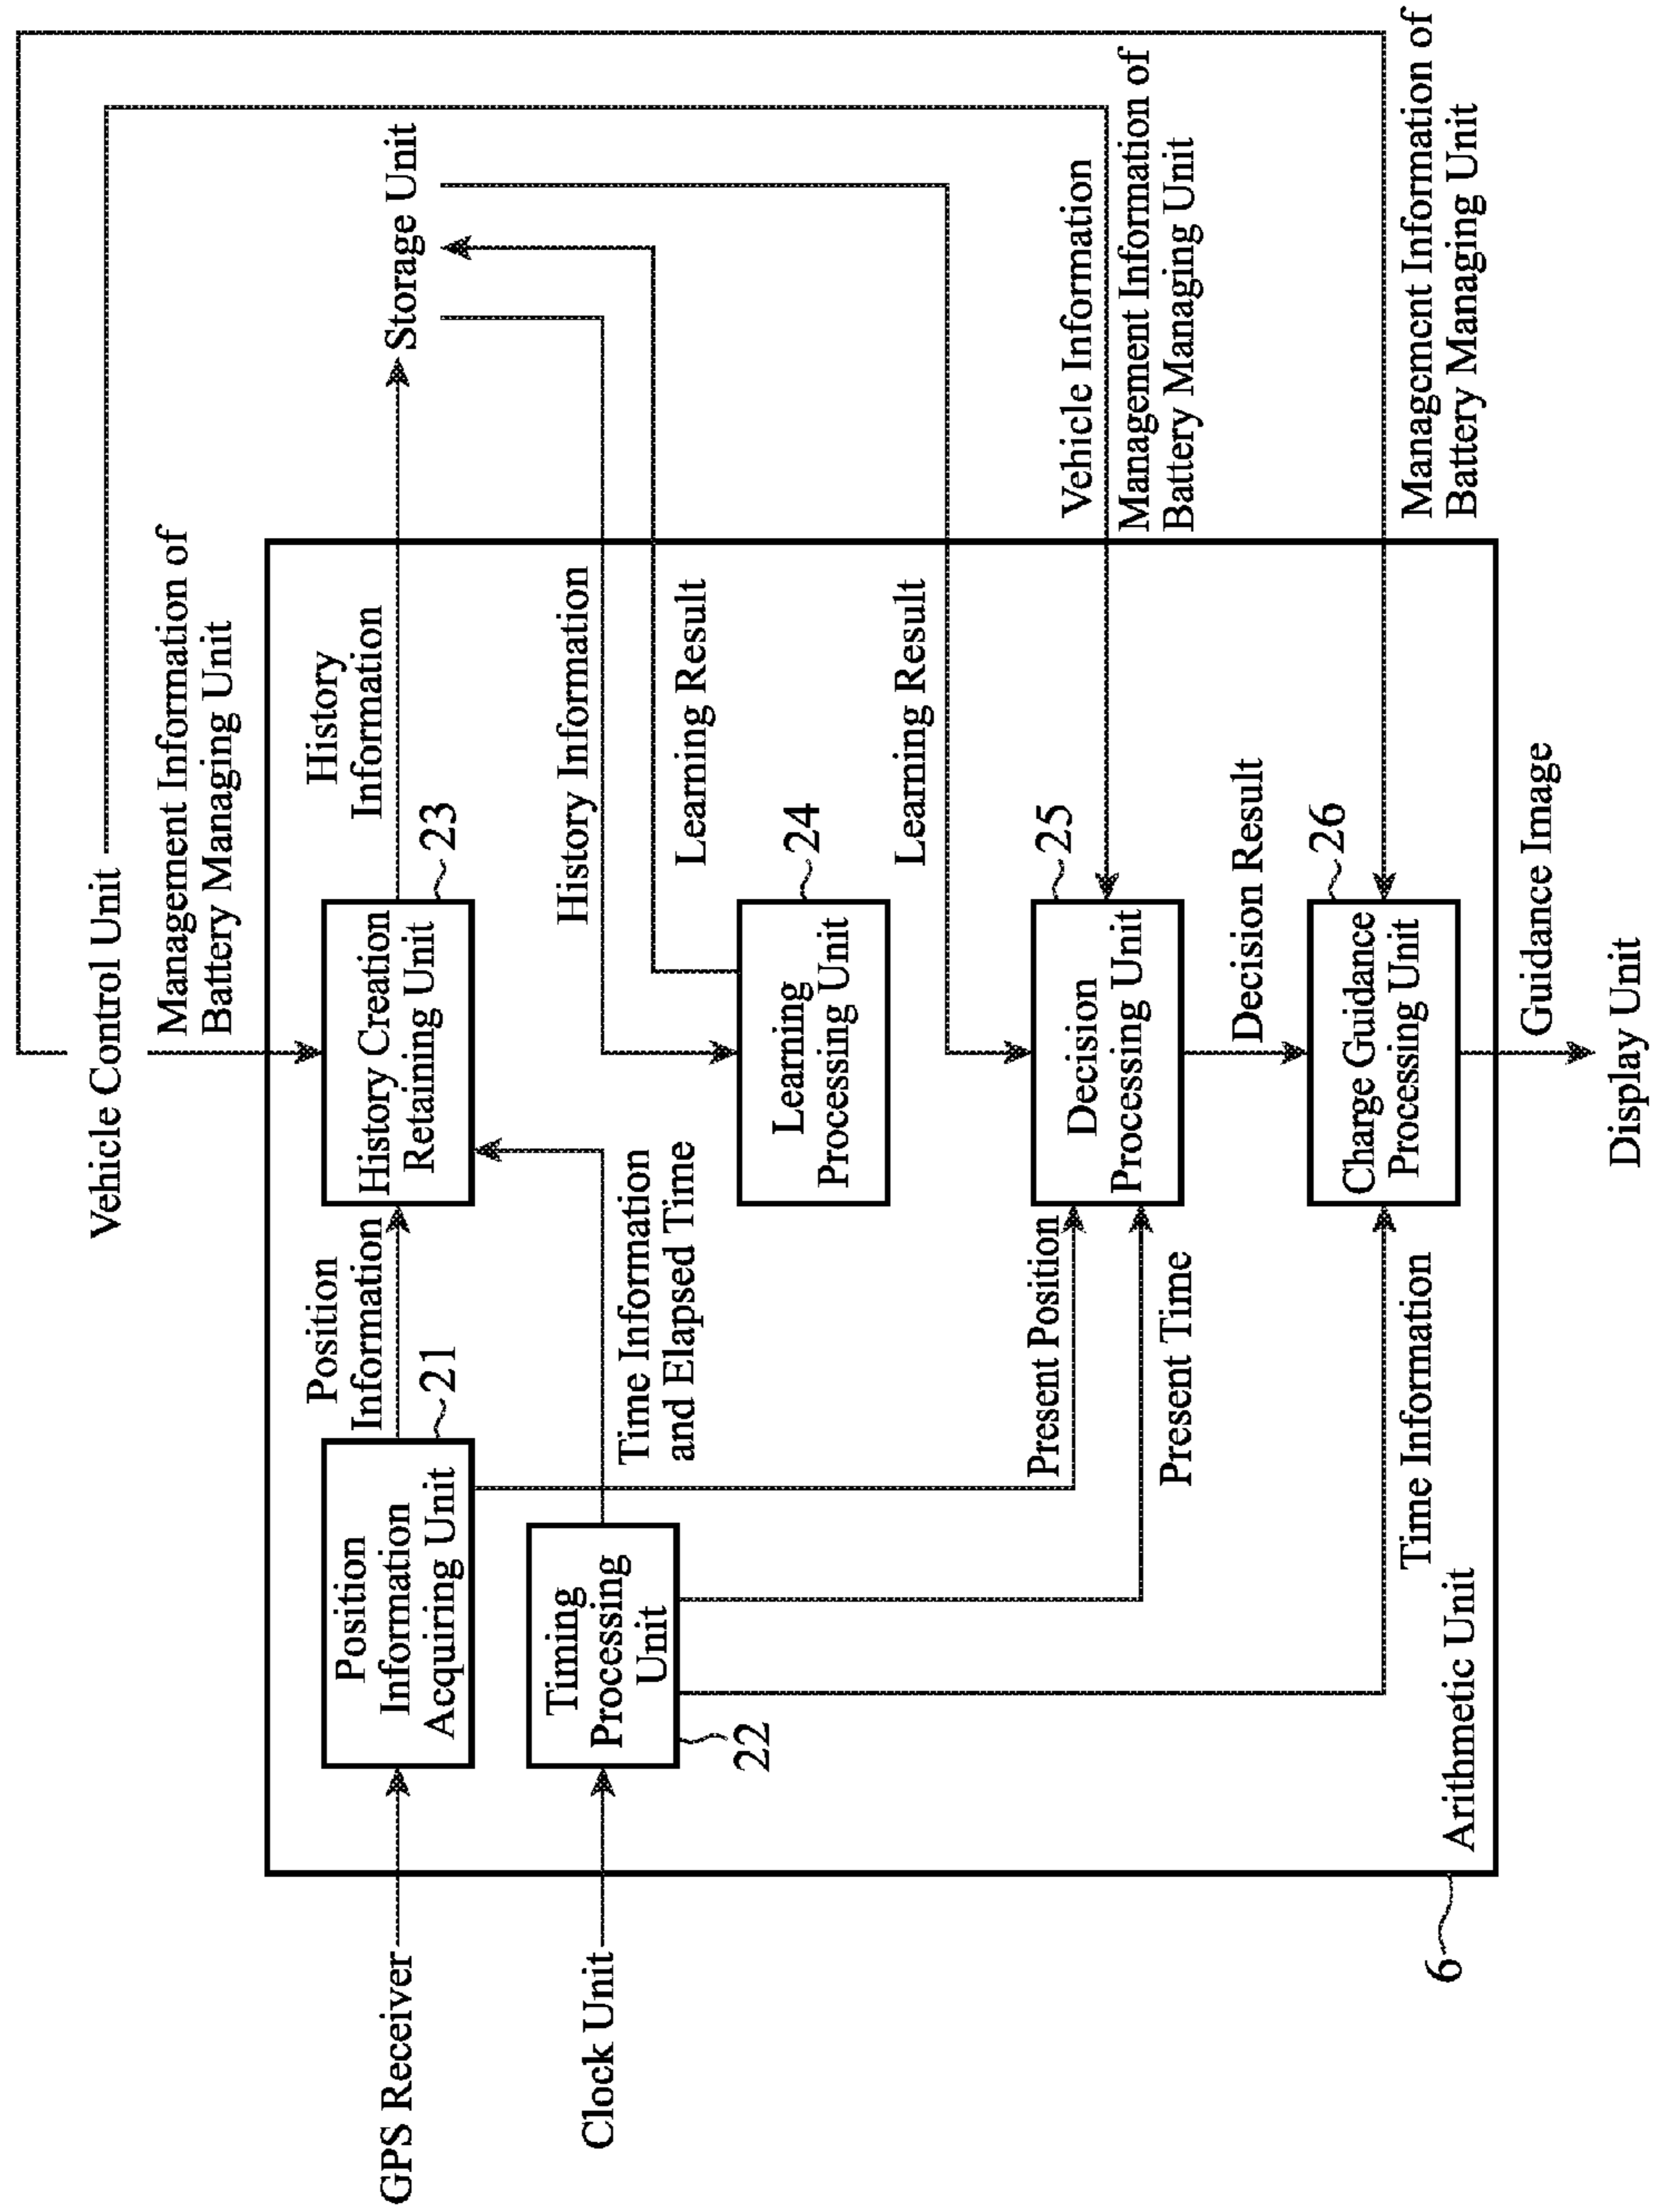 Vehicle Control Unit
Management Information of
Battery Managing Unit
GPS Receiver
Position
Information
Acquiring Unit
21
Position
Information
History Creation
Retaining Unit
23
History
Information
Storage Unit
Clock Unit
Timing
Processing
Unit
22
Time Information
and Elapsed Time
History Information
Learning
Processing Unit
24
Learning Result
Learning Result
Present Position
Present Time
Decision
Processing Unit
25
Vehicle Information
Management Information of
Battery Managing Unit
Decision Result
Time Information
Charge Guidance
Processing Unit
26
Management Information of
Battery Managing Unit
Arithmetic Unit
6
Guidance Image
Display Unit